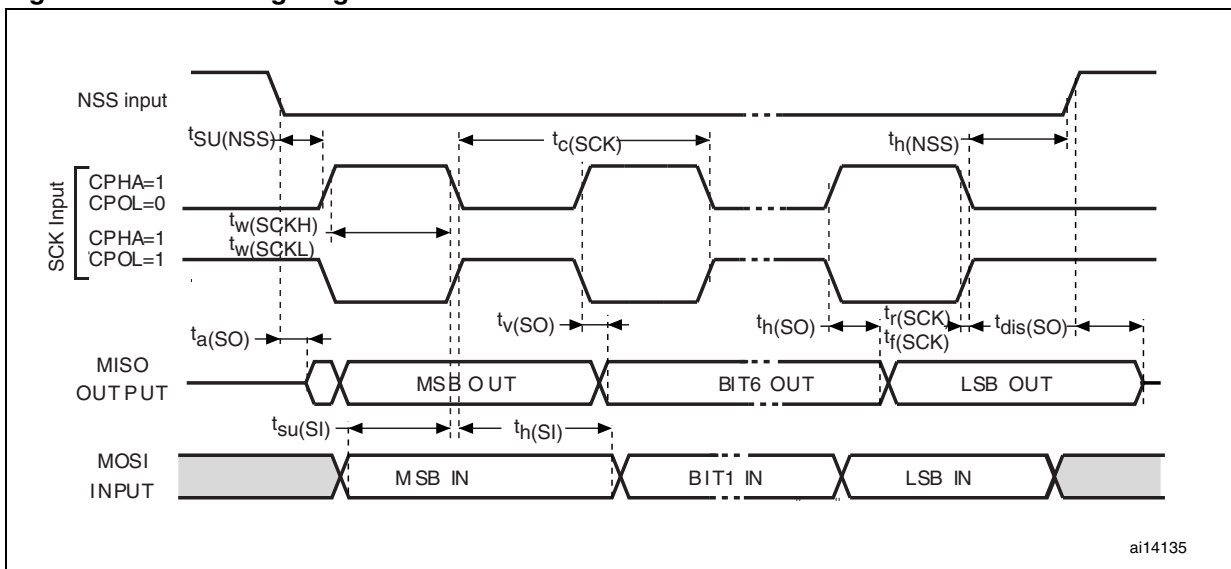 NSS input
tSU(NSS)
tc(SCK)
th(NSS)
SCK Input
CPHA=1
CPOL=0
tw(SCKH)
tw(SCKL)
CPHA=1
CPOL=1
ta(SO)
tv(SO)
th(SO)
tr(SCK)
tf(SCK)
tdis(SO)
MISO
OUTPUT
MSB OUT
BIT6 OUT
LSB OUT
tsu(SI)
th(SI)
MOSI
INPUT
MSB IN
BIT1 IN
LSB IN
ai14135